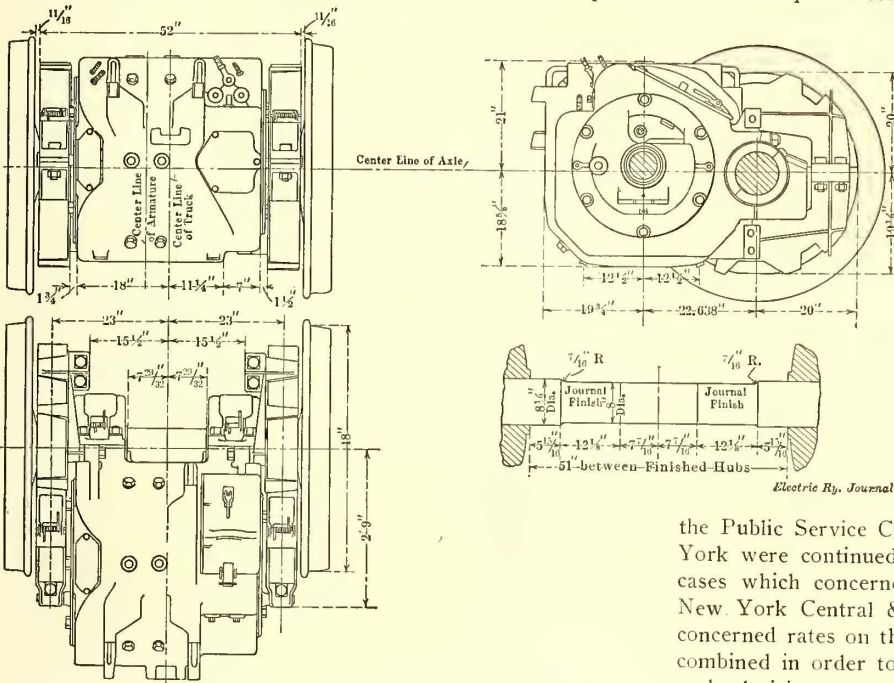 11/16"
52"
11/16"
Center Line of Armature
Center Line of Truck
1 3/4"
18"
11 1/4"
7"
1 1/2"
Center Line of Axle
21"
18 5/8"
20"
12 1/2"
12 1/2"
19 3/4"
22.638"
20"
23"
23"
15 1/2"
15 1/2"
7 29/32"
7 29/32"
18"
2'-9"
7/16" R
7/16" R.
Journal Finish
Journal Finish
Dia.
8"
Dia.
5 13/16"
12 1/8"
7 7/16"
7 7/16"
12 1/8"
5 13/16"
51" between Finished Hubs
Electric Ry. Journal
the Public Service C
York were continued
cases which concerne
New York Central &
concerned rates on th
combined in order to